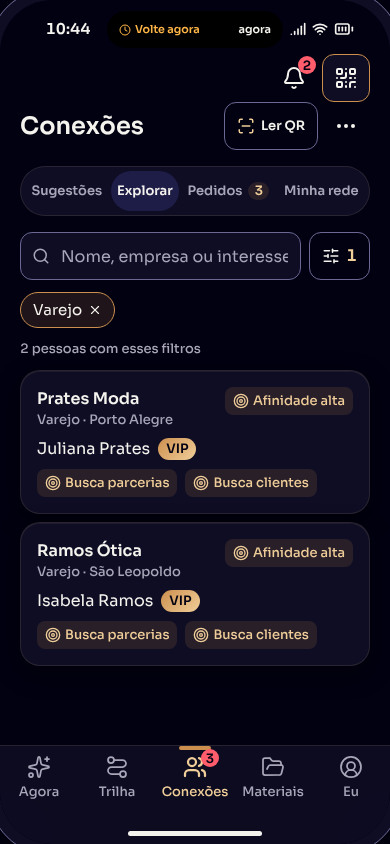 10:44
Volte agora
agora
2
Conexões
Ler QR
Sugestões
Explorar
Pedidos 3
Minha rede
Nome, empresa ou interesse
1
Varejo
2 pessoas com esses filtros
Prates Moda
Afinidade alta
Varejo · Porto Alegre
Juliana Prates VIP
Busca parcerias
Busca clientes
Ramos Ótica
Afinidade alta
Varejo · São Leopoldo
Isabela Ramos VIP
Busca parcerias
Busca clientes
3
Agora
Trilha
Conexões
Materiais
Eu